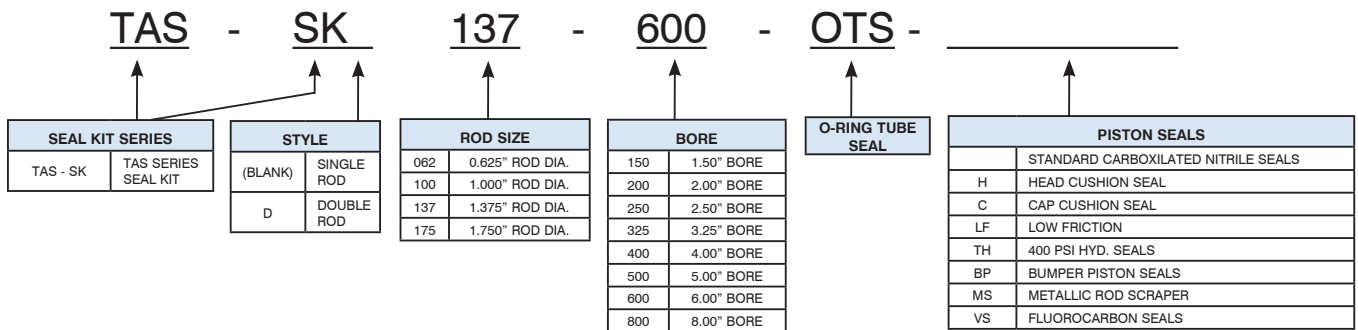 TAS - SK 137 - 600 - OTS -
SEAL KIT SERIES
TAS - SK TAS SERIES
SEAL KIT
STYLE
(BLANK) SINGLE
ROD
D DOUBLE
ROD
ROD SIZE
062 0.625" ROD DIA.
100 1.000" ROD DIA.
137 1.375" ROD DIA.
175 1.750" ROD DIA.
BORE
150 1.50" BORE
200 2.00" BORE
250 2.50" BORE
325 3.25" BORE
400 4.00" BORE
500 5.00" BORE
600 6.00" BORE
800 8.00" BORE
O-RING TUBE
SEAL
PISTON SEALS
STANDARD CARBOXILATED NITRILE SEALS
H HEAD CUSHION SEAL
C CAP CUSHION SEAL
LF LOW FRICTION
TH 400 PSI HYD. SEALS
BP BUMPER PISTON SEALS
MS METALLIC ROD SCRAPER
VS FLUOROCARBON SEALS